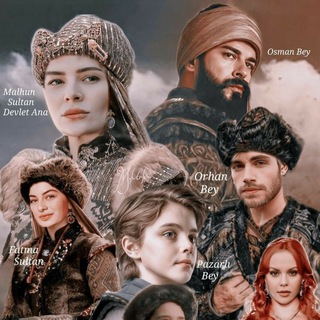 Osman Bey
Malhun
Sultan
Devlet Ana
Orhan
Bey
Fatma
Sultan
Pazarlı
Bey